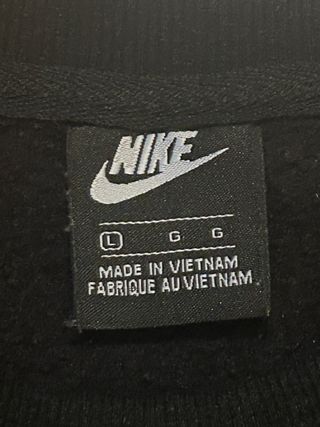 NIKE
L G G
MADE IN VIETNAM
FABRIQUE AU VIETNAM